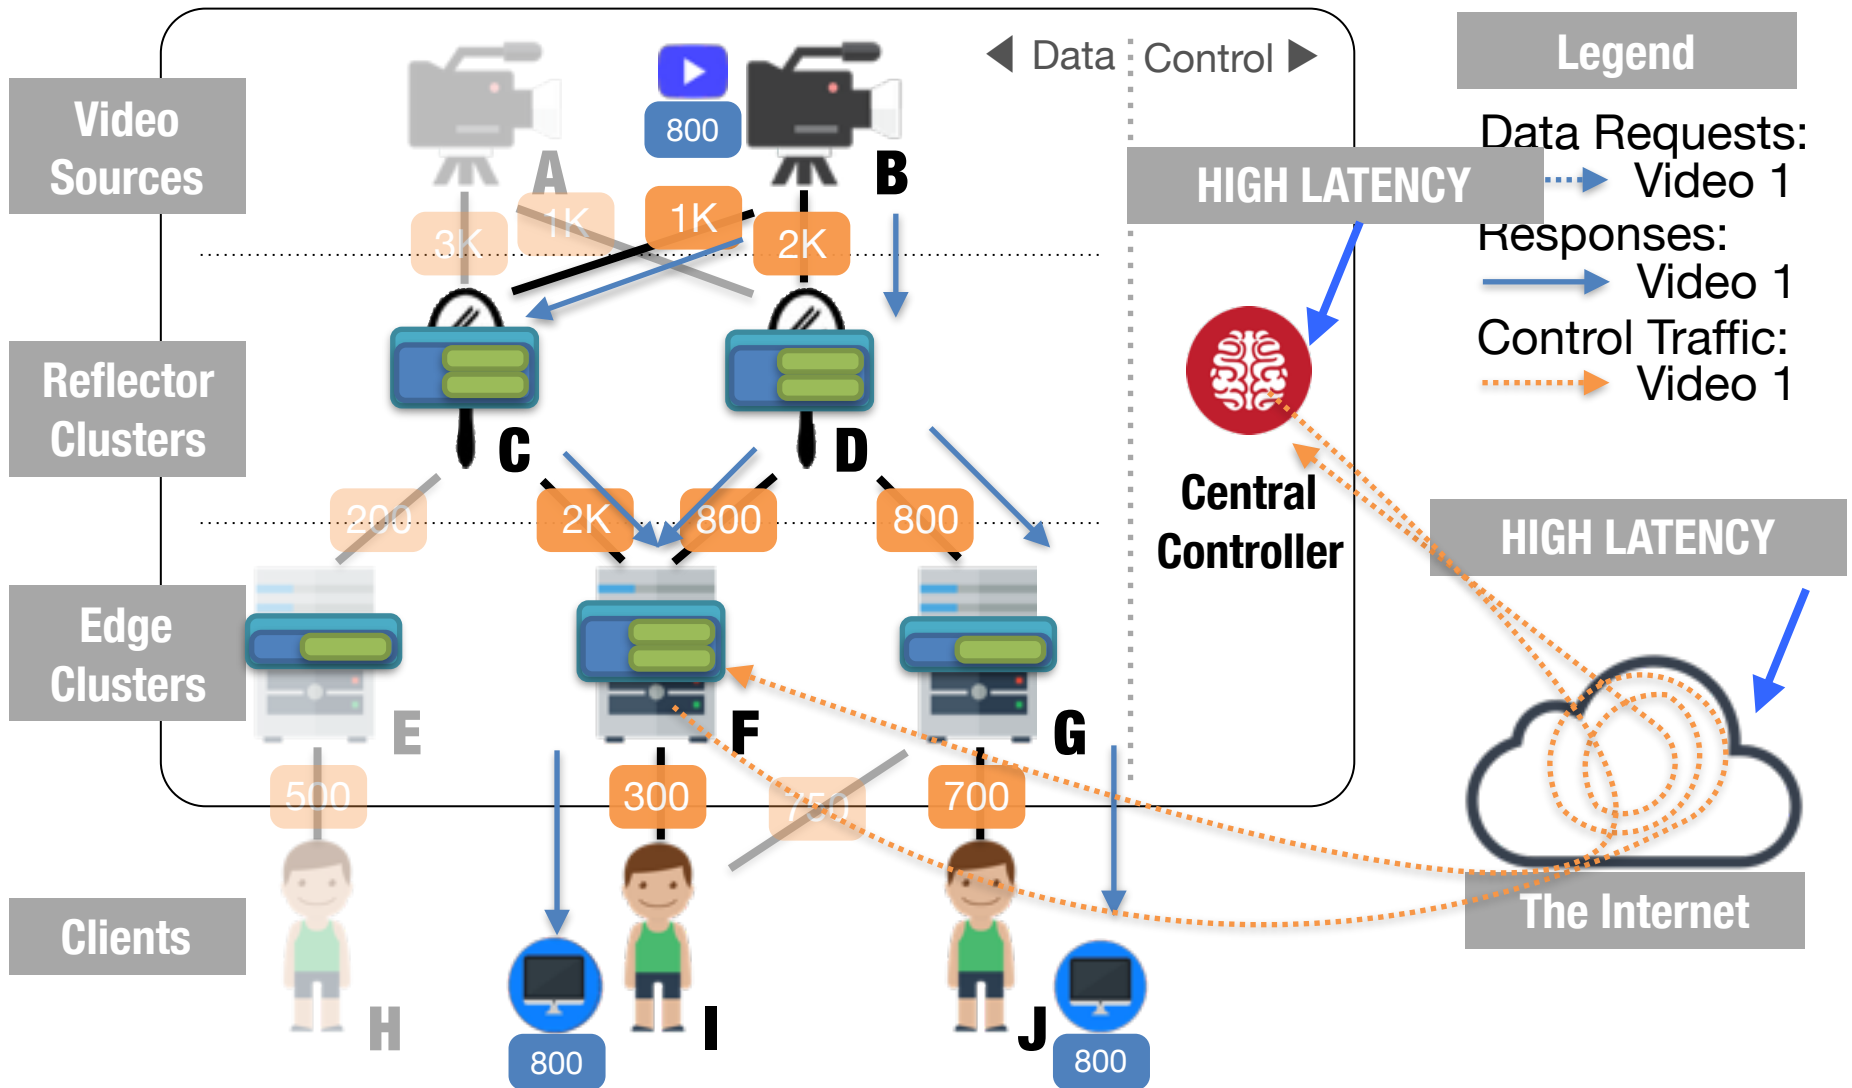 ◀ Data
Control ▶
Legend
Video
Sources
800
A
B
HIGH LATENCY
Data Requests:
Video 1
Responses:
Video 1
Control Traffic:
Video 1
3K
1K
1K
2K
Reflector
Clusters
C
D
Central
Controller
200
2K
800
800
HIGH LATENCY
Edge
Clusters
E
F
G
500
300
750
700
The Internet
Clients
H
I
J
800
800